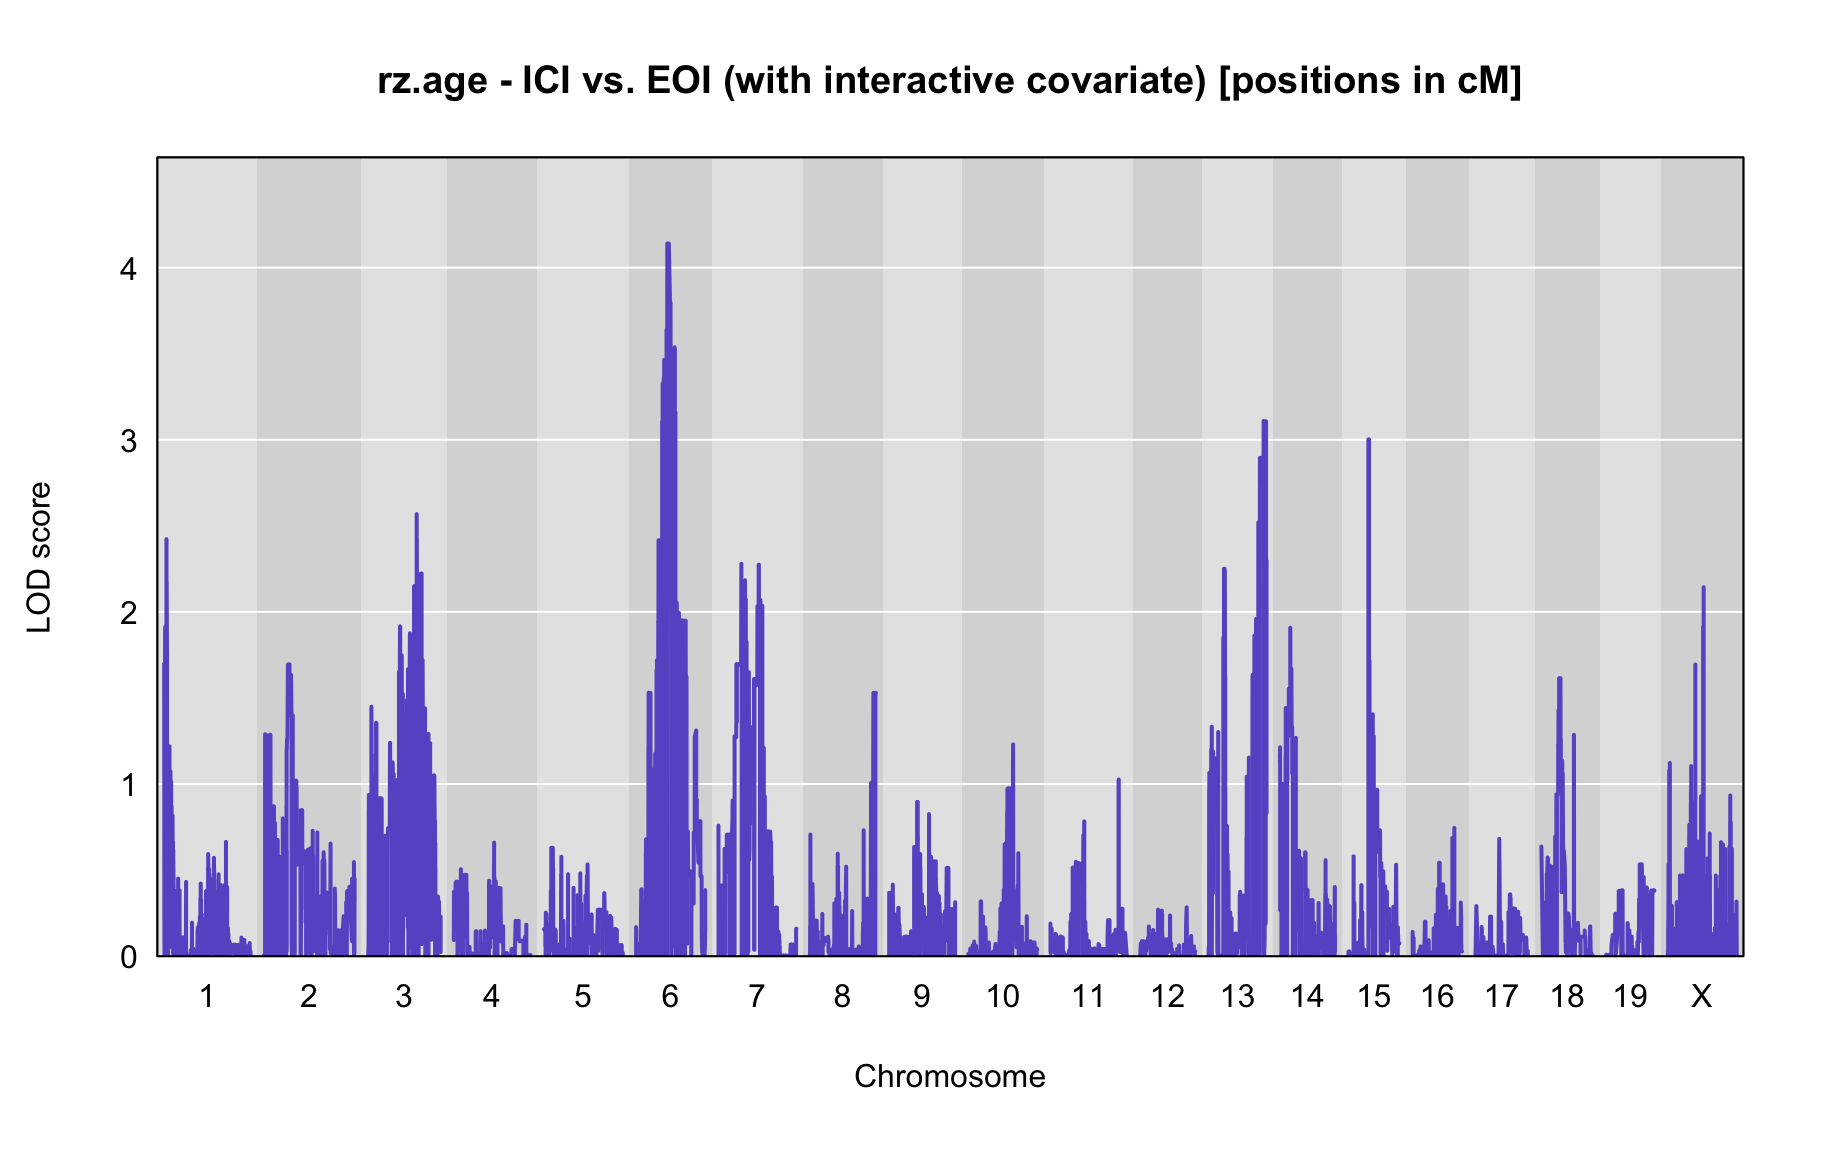 rz.age - ICI vs. EOI (with interactive covariate) [positions in cM]
4
3
2
1
0
LOD score
1 2 3 4 5 6 7 8 9 10 11 12 13 14 15 16 17 18 19 X
Chromosome